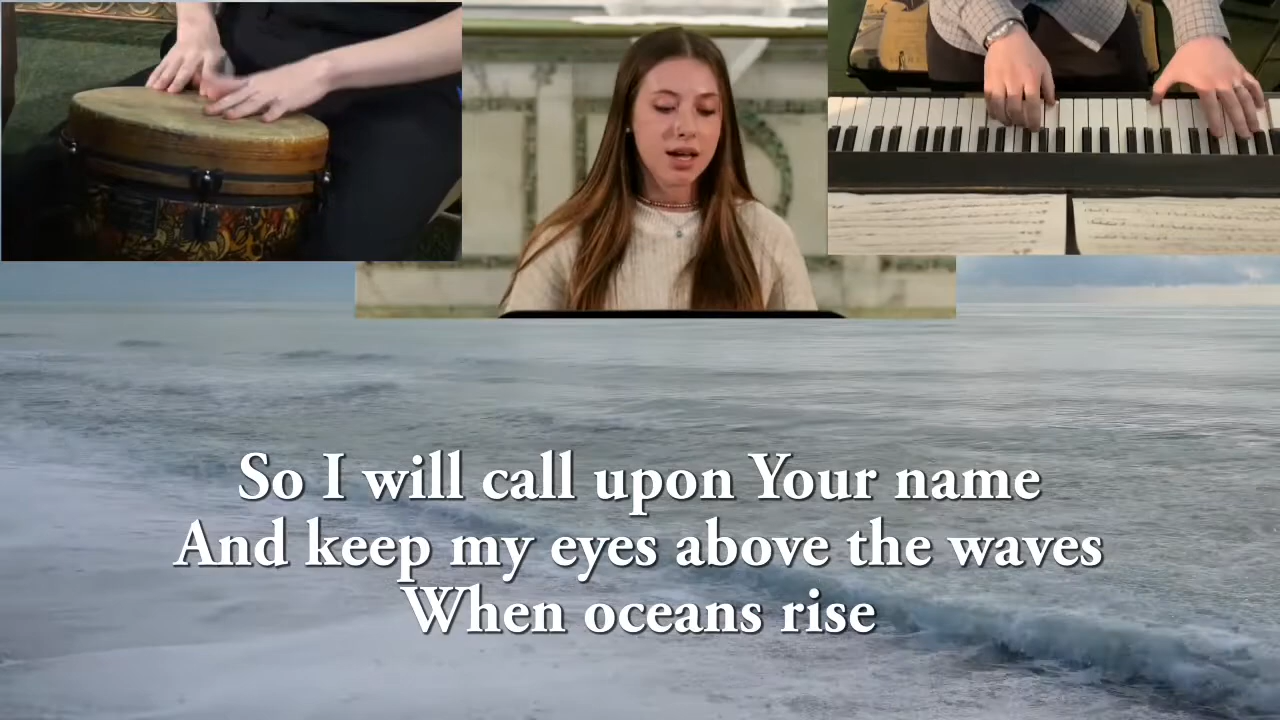 So I will call upon Your name
And keep my eyes above the waves
When oceans rise